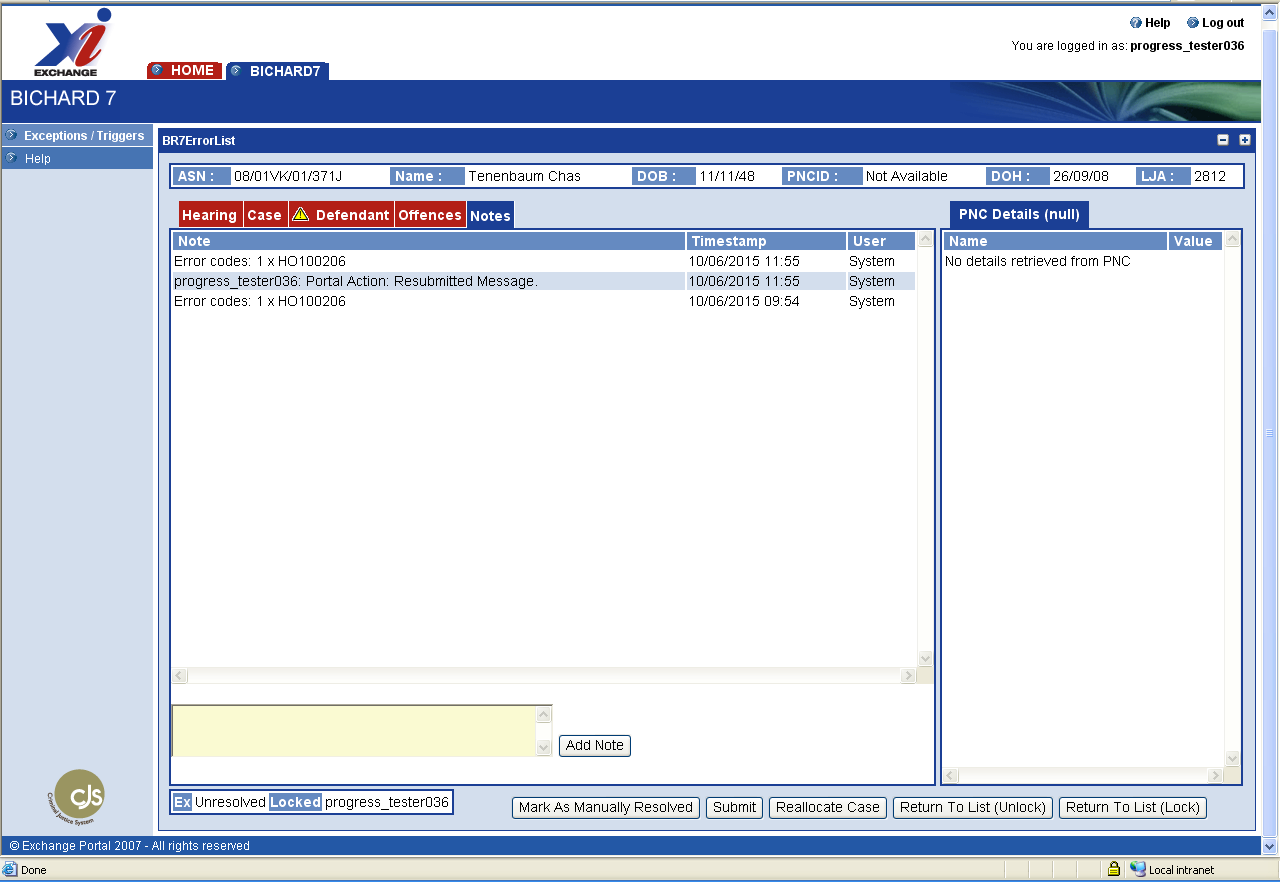 Help Log out
You are logged in as: progress_tester036
EXCHANGE
HOME BICHARD7
BICHARD 7
Exceptions / Triggers
Help
BR7ErrorList
ASN : 08/01VK/01/371J Name : Tenenbaum Chas DOB : 11/11/48 PNCID : Not Available DOH : 26/09/08 LJA : 2812
Hearing Case Defendant Offences Notes
Note Timestamp User
Error codes: 1 x HO100206 10/06/2015 11:55 System
progress_tester036: Portal Action: Resubmitted Message. 10/06/2015 11:55 System
Error codes: 1 x HO100206 10/06/2015 09:54 System
Add Note
PNC Details (null)
Name Value
No details retrieved from PNC
Ex Unresolved Locked progress_tester036
Mark As Manually Resolved Submit Reallocate Case Return To List (Unlock) Return To List (Lock)
cjs
Criminal Justice System
© Exchange Portal 2007 - All rights reserved
Done Local intranet